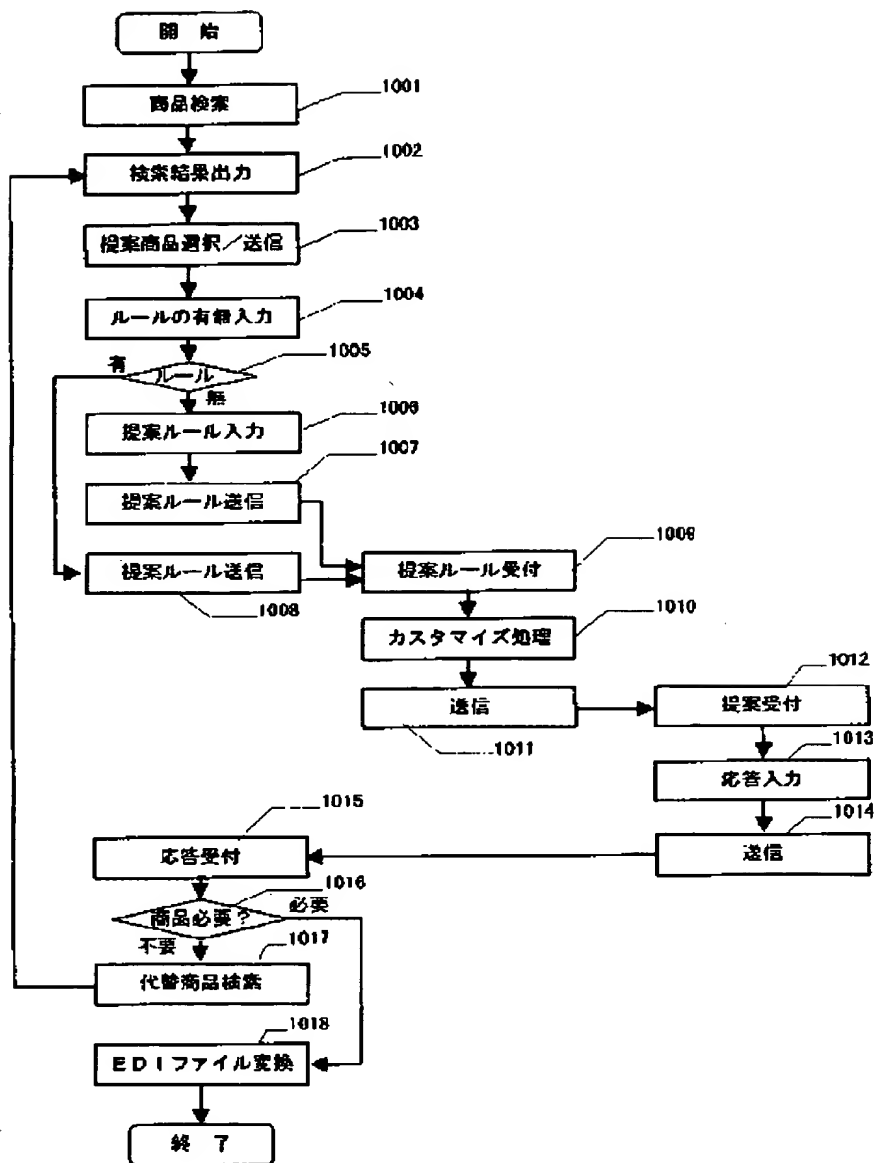 開 始
1001
商品検索
1002
検索結果出力
1003
提案商品選択/送信
1004
ルールの有無入力
1005
有
ルール
無
1006
提案ルール入力
1007
提案ルール送信
1009
提案ルール送信
提案ルール受付
1008
1010
カスタマイズ処理
1012
送信
提案受付
1011
1013
応答入力
1014
1015
送信
応答受付
1016
商品必要?
必要
不要
1017
代替商品検索
1018
EDIファイル変換
終 了